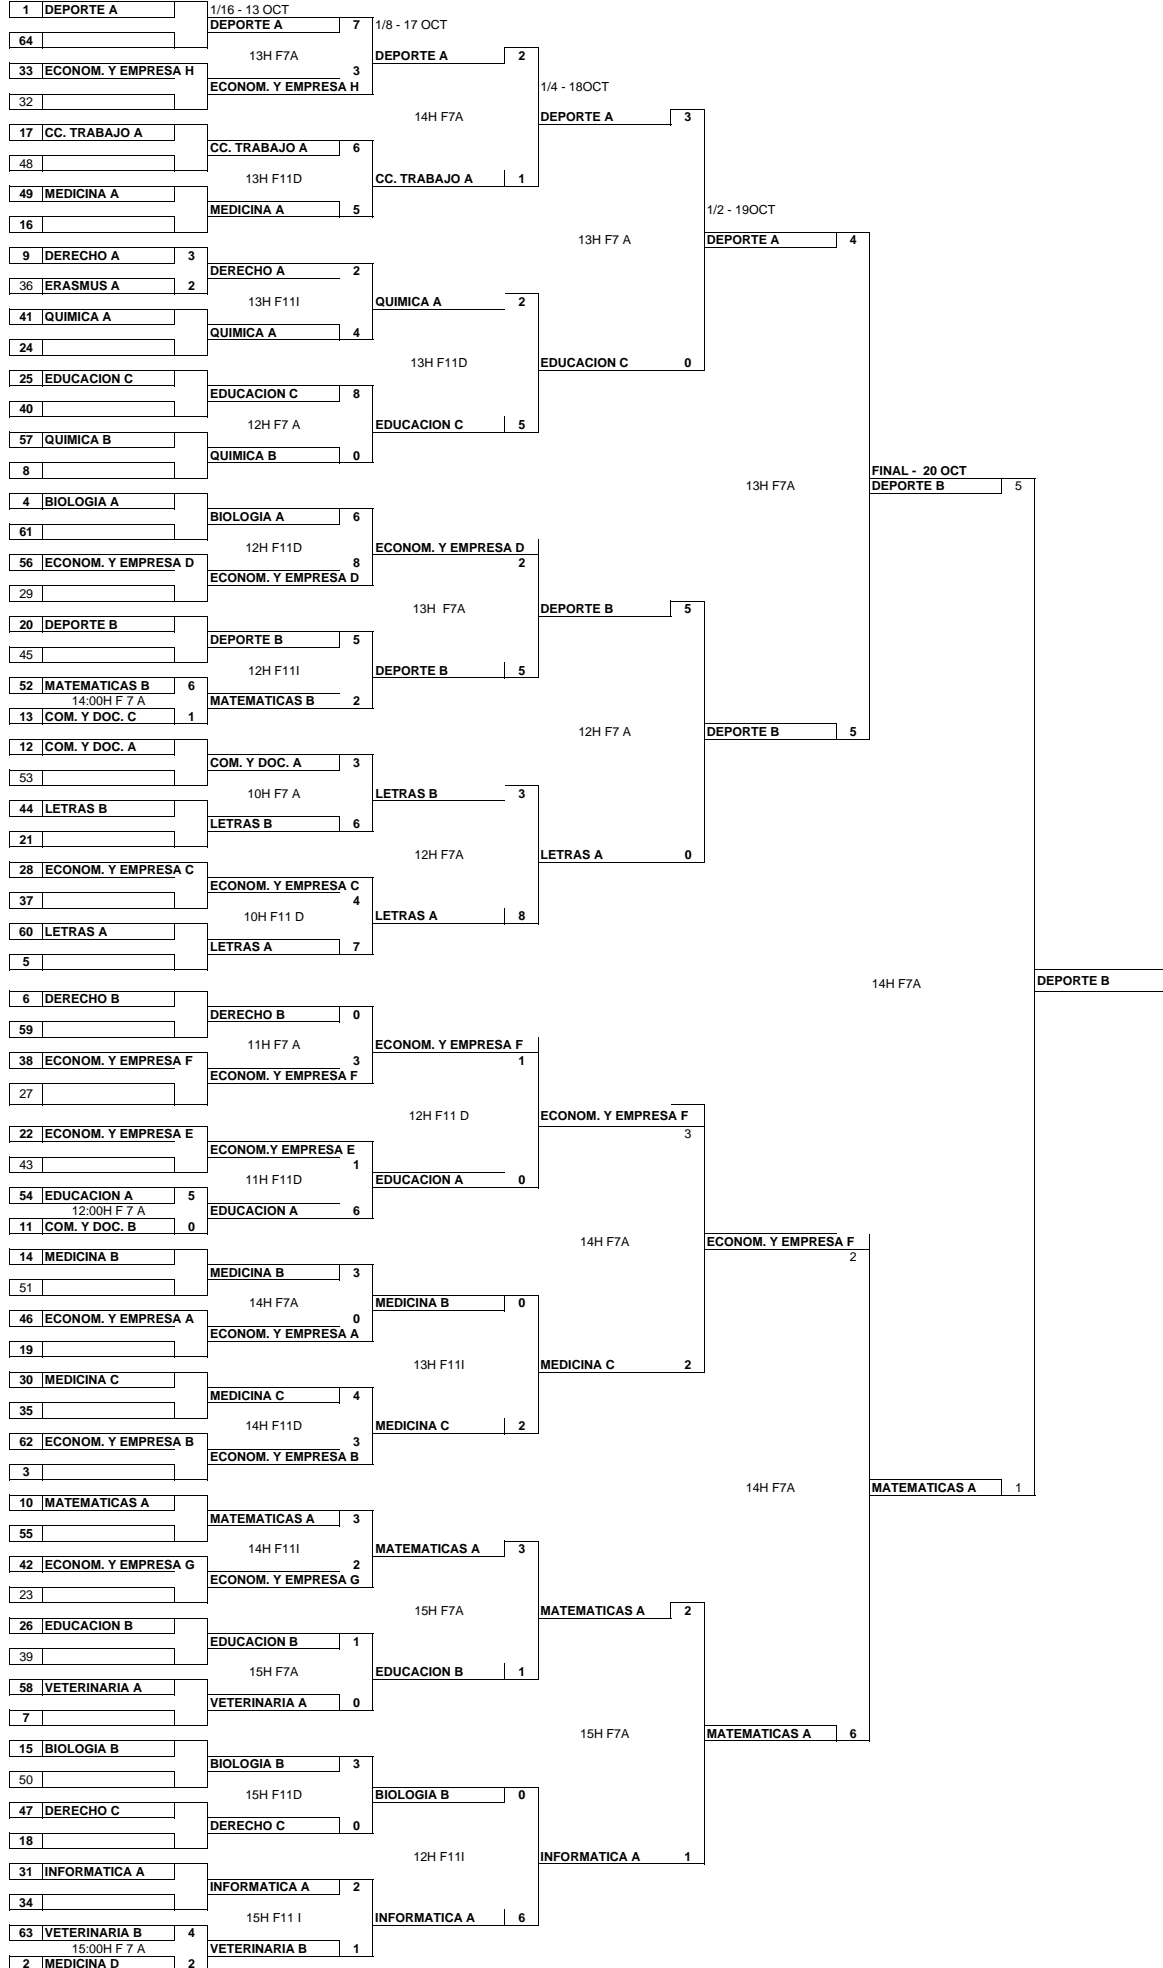 1 DEPORTE A 1/16 - 13 OCT
DEPORTE A 7 1/8 - 17 OCT
64
13H F7A DEPORTE A 2
33 ECONOM. Y EMPRESA H 3
ECONOM. Y EMPRESA H 1/4 - 18OCT
32
14H F7A DEPORTE A 3
17 CC. TRABAJO A
CC. TRABAJO A 6
48
13H F11D CC. TRABAJO A 1
49 MEDICINA A
MEDICINA A 5 1/2 - 19OCT
16
13H F7 A DEPORTE A 4
9 DERECHO A 3
DERECHO A 2
36 ERASMUS A 2
13H F11I QUIMICA A 2
41 QUIMICA A
QUIMICA A 4
24
13H F11D EDUCACION C 0
25 EDUCACION C
EDUCACION C 8
40
12H F7 A EDUCACION C 5
57 QUIMICA B
QUIMICA B 0
8 FINAL - 20 OCT
13H F7A DEPORTE B 5
4 BIOLOGIA A
BIOLOGIA A 6
61
12H F11D ECONOM. Y EMPRESA D
56 ECONOM. Y EMPRESA D 8 2
ECONOM. Y EMPRESA D
29
13H F7A DEPORTE B 5
20 DEPORTE B
DEPORTE B 5
45
12H F11I DEPORTE B 5
52 MATEMATICAS B 6
14:00H F 7 A MATEMATICAS B 2
13 COM. Y DOC. C 1
12H F7 A DEPORTE B 5
12 COM. Y DOC. A
COM. Y DOC. A 3
53
10H F7 A LETRAS B 3
44 LETRAS B
LETRAS B 6
21
12H F7A LETRAS A 0
28 ECONOM. Y EMPRESA C
ECONOM. Y EMPRESA C
37 4
10H F11 D LETRAS A 8
60 LETRAS A
LETRAS A 7
5
14H F7A DEPORTE B
6 DERECHO B
DERECHO B 0
59
11H F7 A ECONOM. Y EMPRESA F
38 ECONOM. Y EMPRESA F 3 1
ECONOM. Y EMPRESA F
27
12H F11 D ECONOM. Y EMPRESA F
22 ECONOM. Y EMPRESA E 3
ECONOM.Y EMPRESA E
43 1
11H F11D EDUCACION A 0
54 EDUCACION A 5
12:00H F 7 A EDUCACION A 6
11 COM. Y DOC. B 0
14H F7A ECONOM. Y EMPRESA F
14 MEDICINA B 2
MEDICINA B 3
51
14H F7A MEDICINA B 0
46 ECONOM. Y EMPRESA A 0
ECONOM. Y EMPRESA A
19
13H F11I MEDICINA C 2
30 MEDICINA C
MEDICINA C 4
35
14H F11D MEDICINA C 2
62 ECONOM. Y EMPRESA B 3
ECONOM. Y EMPRESA B
3
14H F7A MATEMATICAS A 1
10 MATEMATICAS A
MATEMATICAS A 3
55
14H F11I MATEMATICAS A 3
42 ECONOM. Y EMPRESA G 2
ECONOM. Y EMPRESA G
23
15H F7A MATEMATICAS A 2
26 EDUCACION B
EDUCACION B 1
39
15H F7A EDUCACION B 1
58 VETERINARIA A
VETERINARIA A 0
7
15H F7A MATEMATICAS A 6
15 BIOLOGIA B
BIOLOGIA B 3
50
15H F11D BIOLOGIA B 0
47 DERECHO C
DERECHO C 0
18
12H F11I INFORMATICA A 1
31 INFORMATICA A
INFORMATICA A 2
34
15H F11 I INFORMATICA A 6
63 VETERINARIA B 4
15:00H F 7 A VETERINARIA B 1
2 MEDICINA D 2